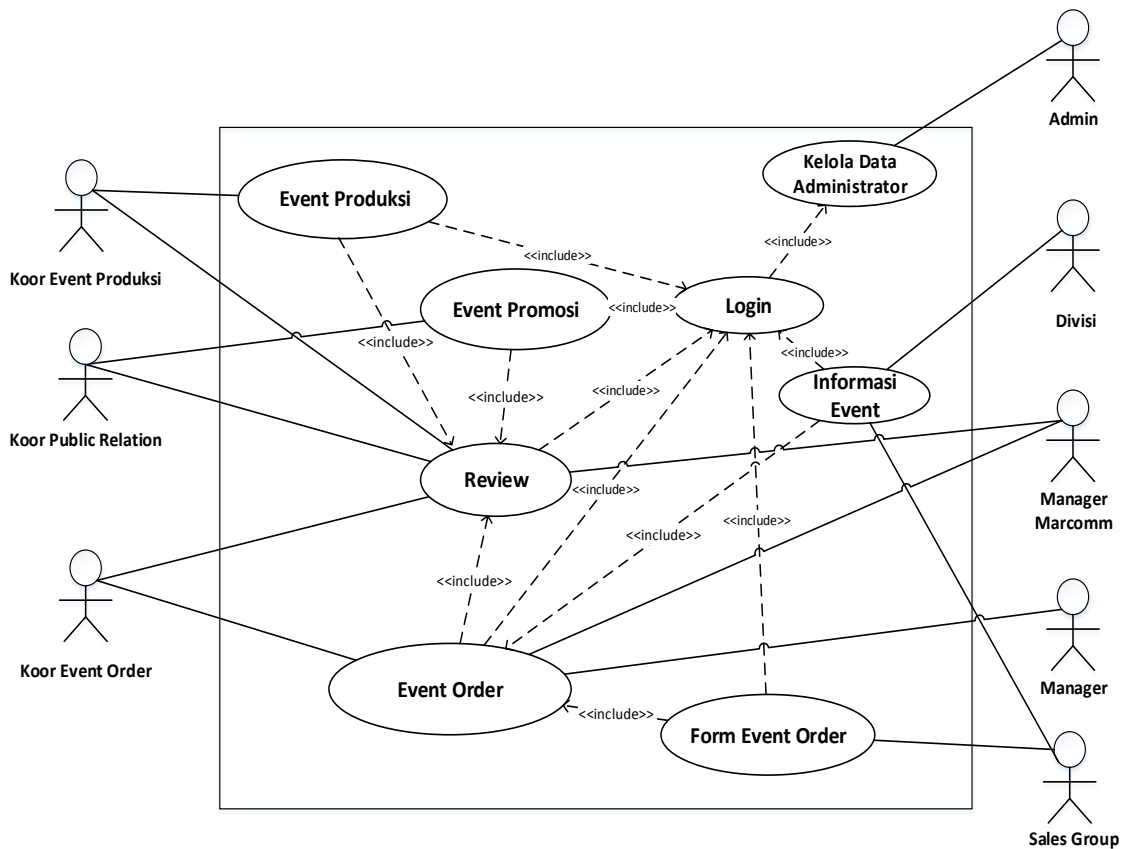 Admin
Kelola Data
Administrator
Event Produksi
<<include>>
<<include>>
Koor Event Produksi
Event Promosi
<<include>>
Login
Divisi
<<include>>
<<include>>
Informasi
Event
<<include>>
<<include>>
Koor Public Relation
Review
<<include>>
Manager
Marcomm
<<include>>
<<include>>
<<include>>
Koor Event Order
Event Order
Manager
<<include>>
Form Event Order
Sales Group